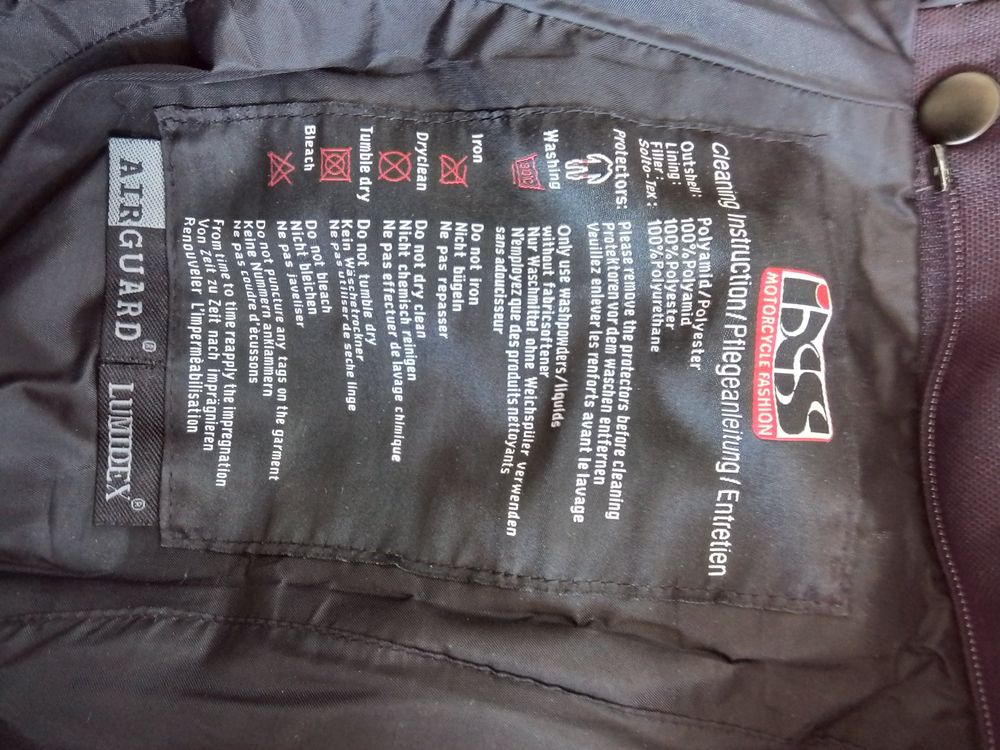 ixs
MOTORCYCLE FASHION
Cleaning Instruction/Pflegeanleitung/Entretien
Outshell: Polyamid/Polyester
Lining: 100% Polyamid
Filler: 100% Polyester
Solto-Tex: 100% Polyurethane
Protectors: Please remove the protectors before cleaning
Protektoren vor dem waschen entfernen
Veuillez enlever les renforts avant le lavage
Washing Only use washpowders/liquids
without fabricsoftener
Nur Waschmittel ohne Weichspüler verwenden
N'employez que des produits nettoyants
sans adoucisseur
Iron Do not iron
Nicht bügeln
Ne pas repasser
Dryclean Do not dry clean
Nicht chemisch reinigen
Ne pas effectuer de lavage chimique
Tumble dry Do not tumble dry
Kein Wäschetrockner
Ne pas utiliser de sèche linge
Bleach Do not bleach
Nicht bleichen
Ne pas javeliser
Do not puncture any tags on the garment
Keine Nummern anklammern
Ne pas coudre d'écussons
From time to time reapply the impregnation
Von Zeit zu Zeit nach imprägnieren
Renouveler L'imperméabilisation
AIRGUARD® LUMIDEX®